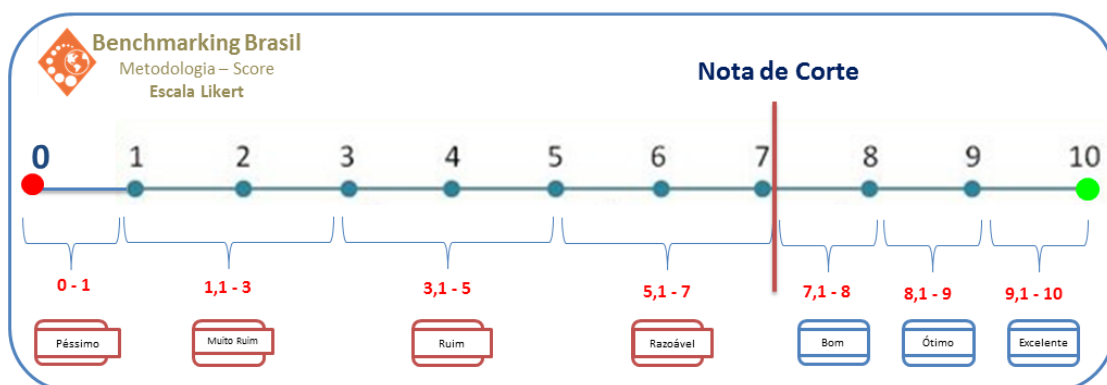 Benchmarking Brasil
Metodologia – Score
Escala Likert
Nota de Corte
0 1 2 3 4 5 6 7 8 9 10
0 - 1 1,1 - 3 3,1 - 5 5,1 - 7 7,1 - 8 8,1 - 9 9,1 - 10
Péssimo Muito Ruim Ruim Razoável Bom Ótimo Excelente